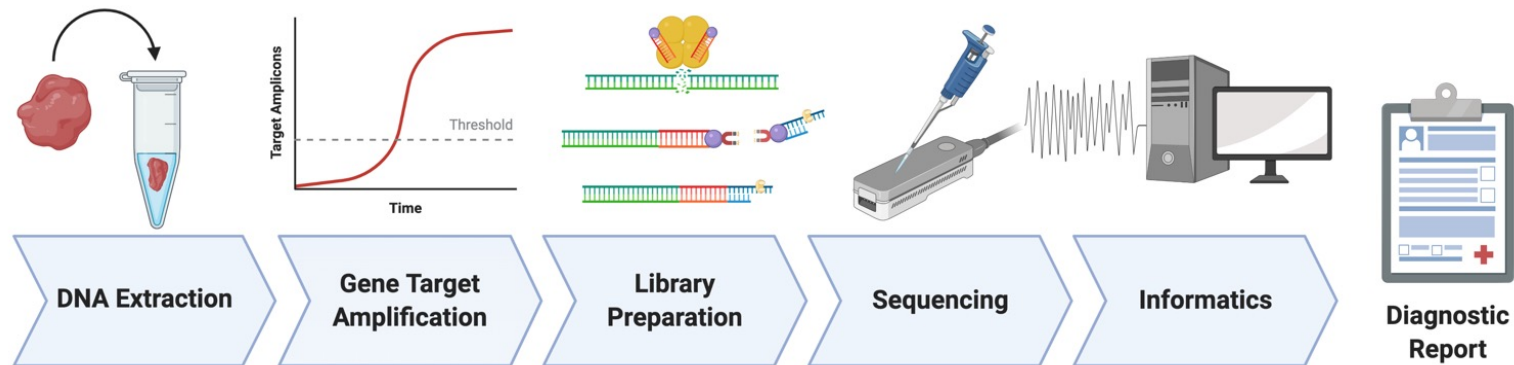 Target Amplicons
Threshold
Time
DNA Extraction
Gene Target
Amplification
Library
Preparation
Sequencing
Informatics
Diagnostic
Report